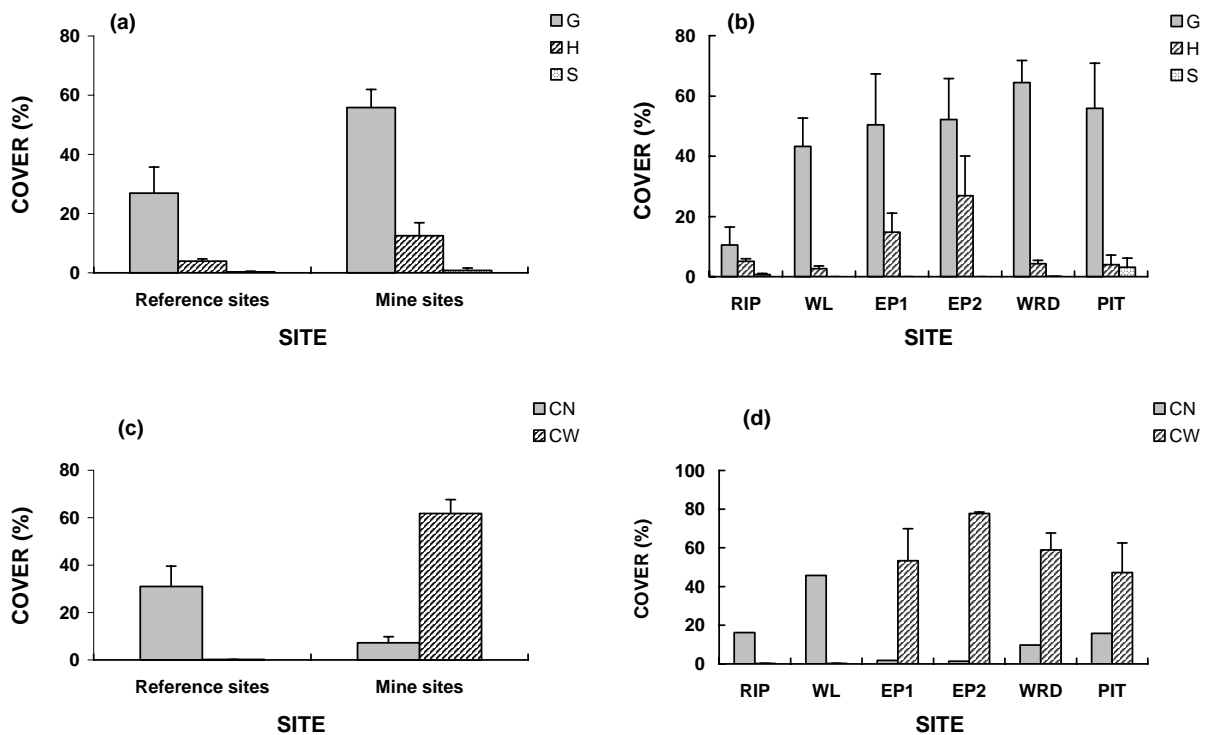 (a)
G
H
S
80
60
40
20
0
COVER (%)
Reference sites
Mine sites
SITE
(b)
G
H
S
80
60
40
20
0
COVER (%)
RIP
WL
EP1
EP2
WRD
PIT
SITE
(c)
CN
CW
80
60
40
20
0
COVER (%)
Reference sites
Mine sites
SITE
(d)
CN
CW
100
80
60
40
20
0
COVER (%)
RIP
WL
EP1
EP2
WRD
PIT
SITE